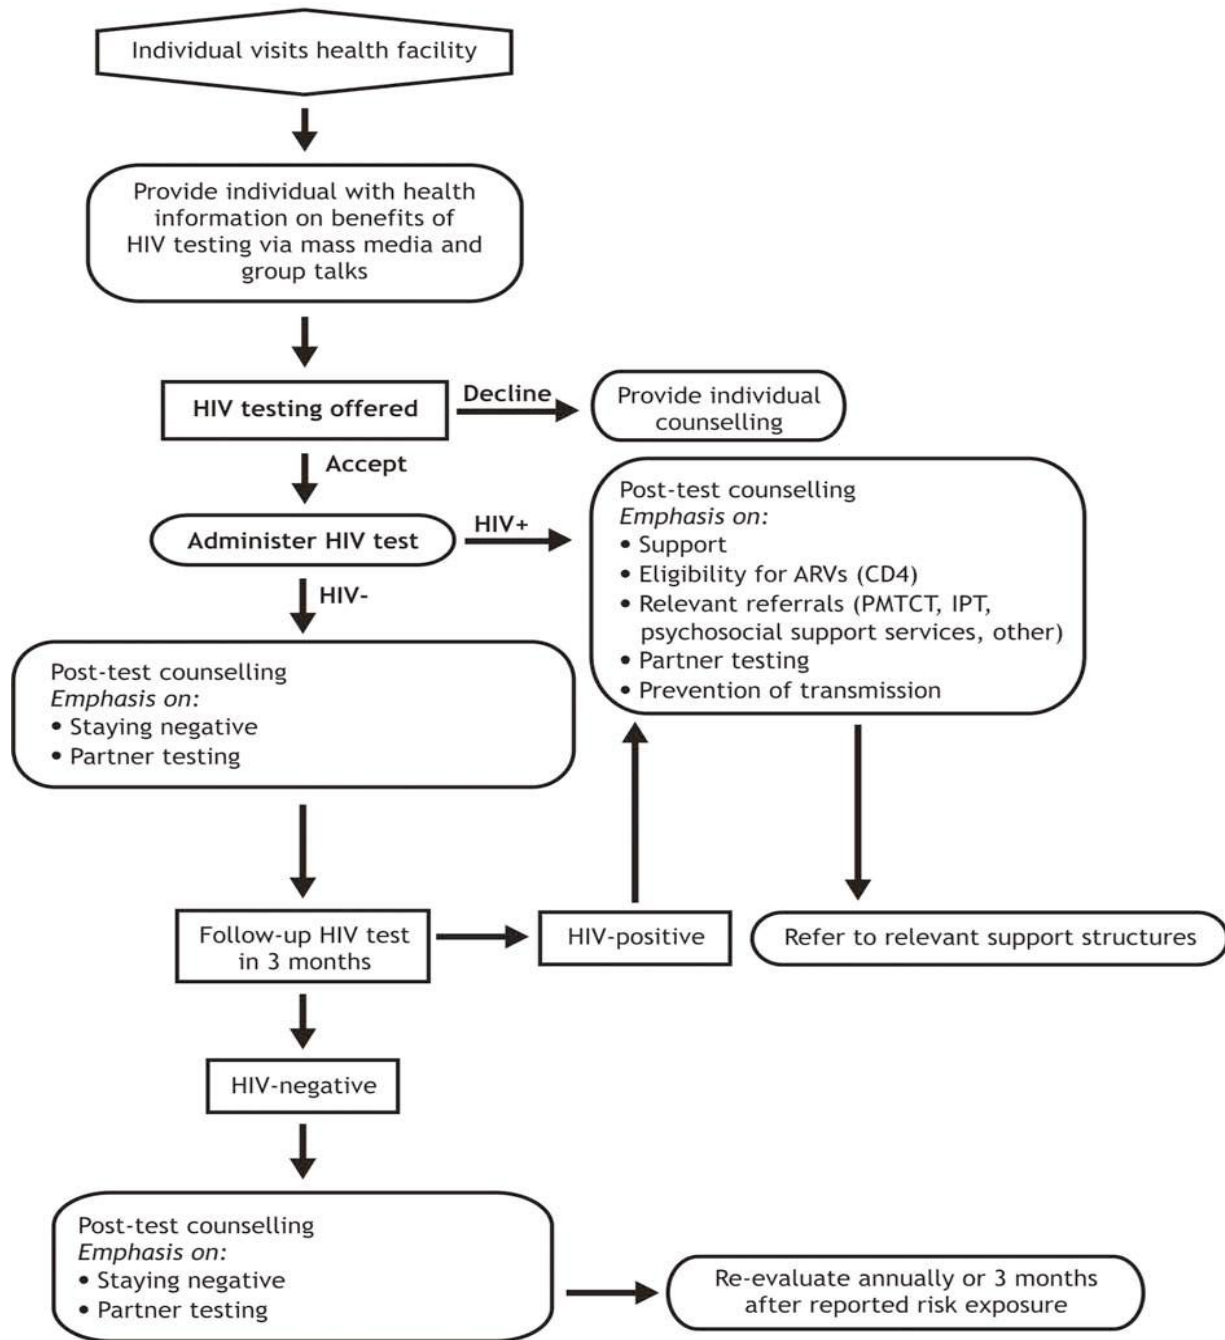 Individual visits health facility
Provide individual with health
information on benefits of
HIV testing via mass media and
group talks
HIV testing offered
Decline
Provide individual
counselling
Accept
Administer HIV test
HIV+
Post-test counselling
Emphasis on:
• Support
• Eligibility for ARVs (CD4)
• Relevant referrals (PMTCT, IPT,
psychosocial support services, other)
• Partner testing
• Prevention of transmission
HIV-
Post-test counselling
Emphasis on:
• Staying negative
• Partner testing
Follow-up HIV test
in 3 months
HIV-positive
Refer to relevant support structures
HIV-negative
Post-test counselling
Emphasis on:
• Staying negative
• Partner testing
Re-evaluate annually or 3 months
after reported risk exposure